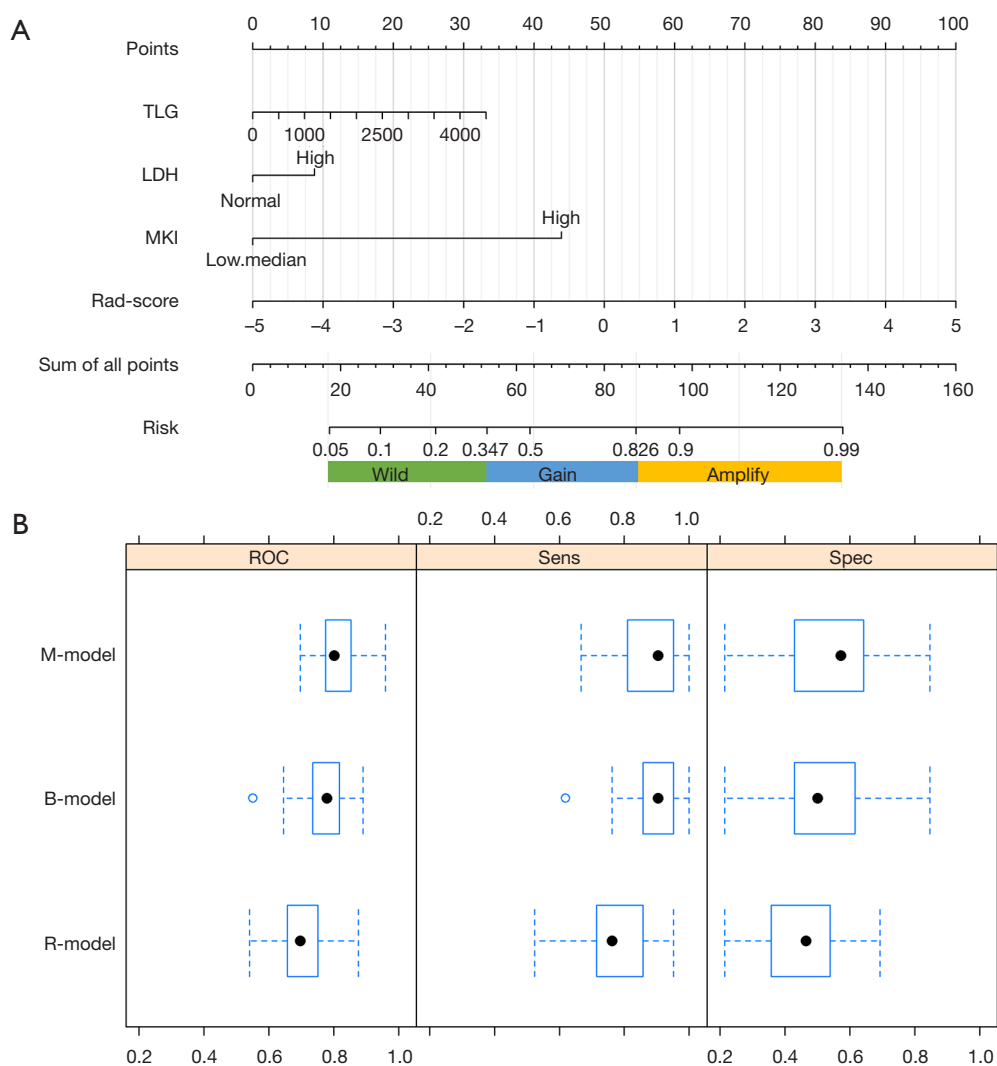 A
Points 0 10 20 30 40 50 60 70 80 90 100
TLG
0 1000 2500 4000
High
LDH
Normal
High
MKI
Low.median
Rad-score
−5 −4 −3 −2 −1 0 1 2 3 4 5
Sum of all points
0 20 40 60 80 100 120 140 160
Risk
0.05 0.1 0.2 0.347 0.5 0.826 0.9 0.99
Wild Gain Amplify
B
0.2 0.4 0.6 0.8 1.0
ROC Sens Spec
M-model
B-model
R-model
0.2 0.4 0.6 0.8 1.0 0.2 0.4 0.6 0.8 1.0